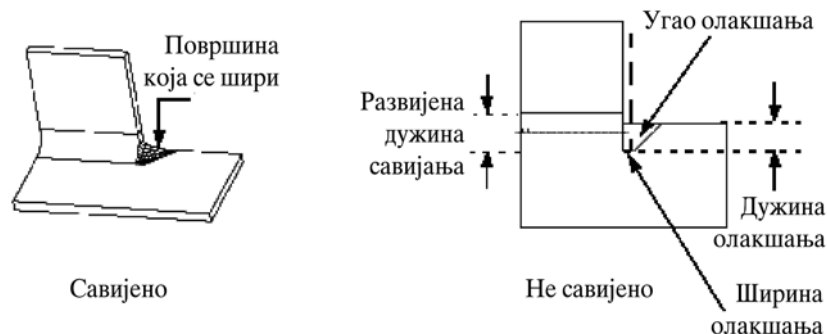 Површина
која се шири
Савијено
Угао олакшања
Развијена
дужина
савијања
Дужина
олакшања
Не савијено
Ширина
олакшања